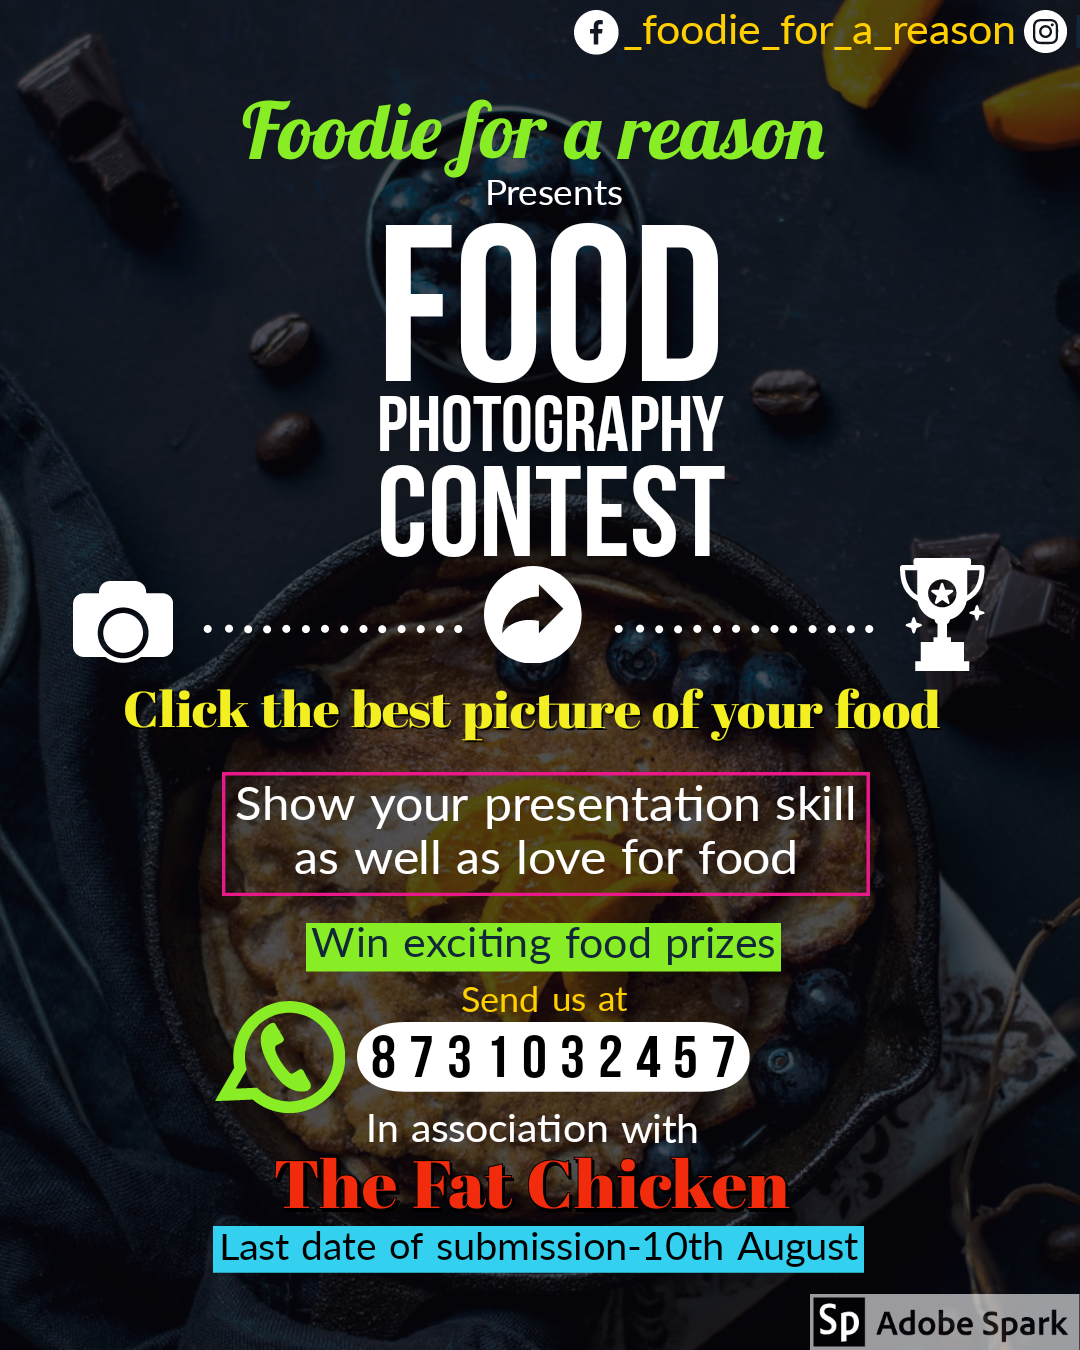 _foodie_for_a_reason
Foodie for a reason
Presents
FOOD
PHOTOGRAPHY
CONTEST
Click the best picture of your food
Show your presentation skill
as well as love for food
Win exciting food prizes
Send us at
8731032457
In association with
The Fat Chicken
Last date of submission-10th August
Sp Adobe Spark